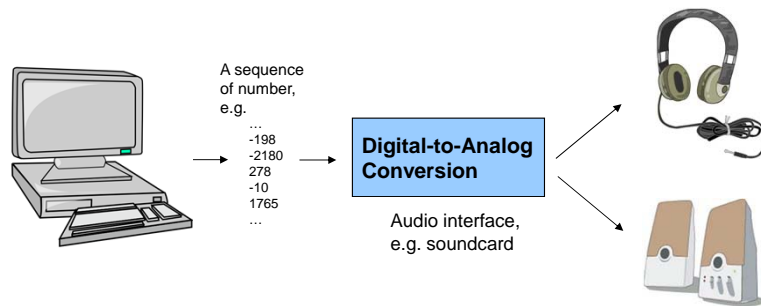 A sequence
of number,
e.g.
…
-198
-2180
278
-10
1765
…
Digital-to-Analog
Conversion
Audio interface,
e.g. soundcard